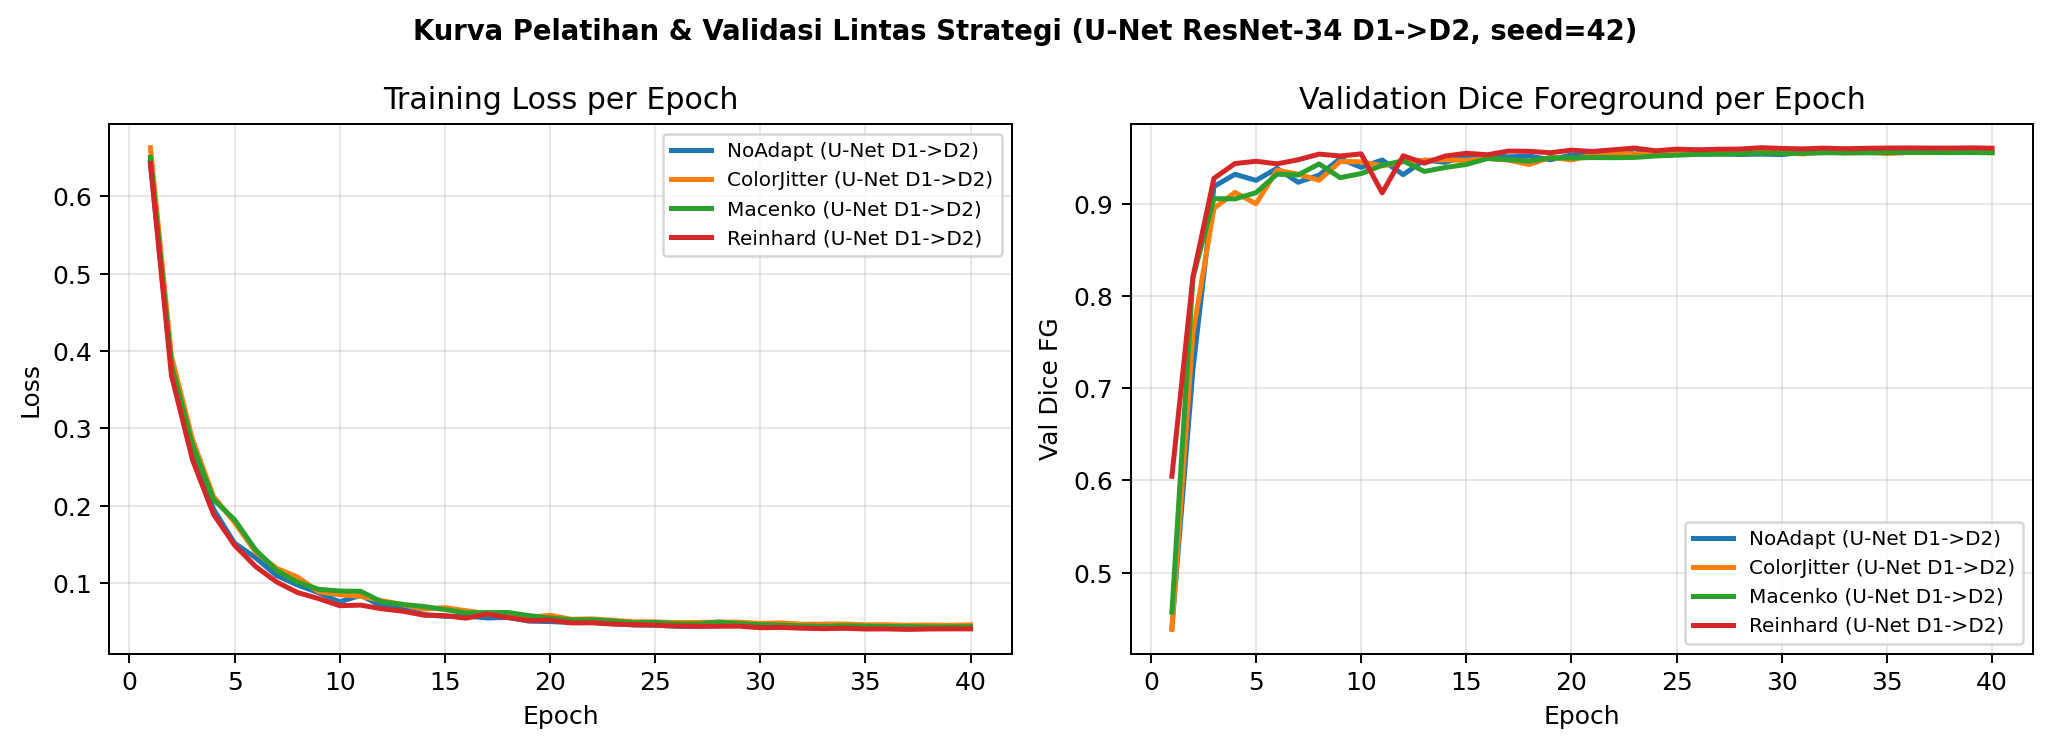 Kurva Pelatihan & Validasi Lintas Strategi (U-Net ResNet-34 D1->D2, seed=42)
Training Loss per Epoch
Loss
0.6
0.5
0.4
0.3
0.2
0.1
0 5 10 15 20 25 30 35 40
Epoch
NoAdapt (U-Net D1->D2)
ColorJitter (U-Net D1->D2)
Macenko (U-Net D1->D2)
Reinhard (U-Net D1->D2)
Validation Dice Foreground per Epoch
Val Dice FG
0.9
0.8
0.7
0.6
0.5
0 5 10 15 20 25 30 35 40
Epoch
NoAdapt (U-Net D1->D2)
ColorJitter (U-Net D1->D2)
Macenko (U-Net D1->D2)
Reinhard (U-Net D1->D2)